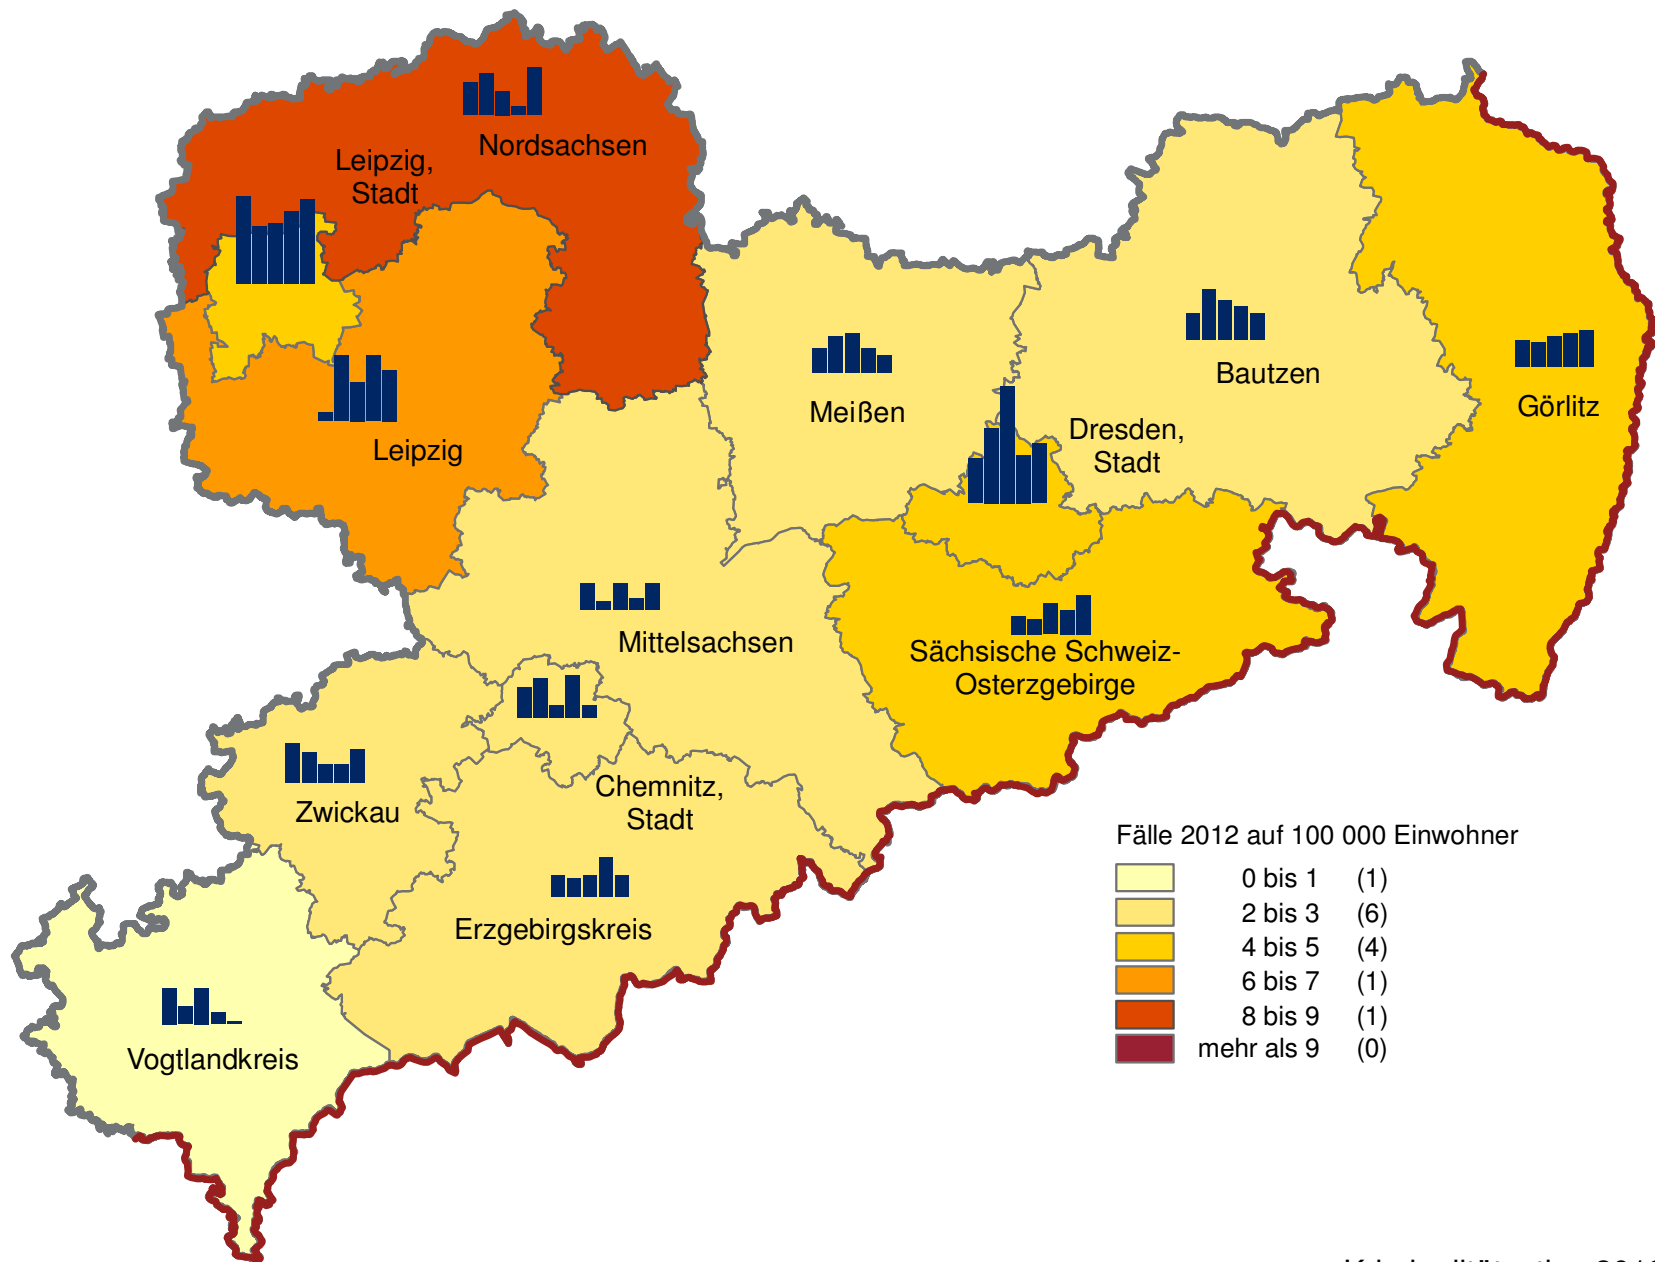 Nordsachsen
Leipzig,
Stadt
Leipzig
Meißen
Bautzen
Görlitz
Dresden,
Stadt
Mittelsachsen
Sächsische Schweiz-
Osterzgebirge
Chemnitz,
Stadt
Zwickau
Erzgebirgskreis
Vogtlandkreis
Fälle 2012 auf 100 000 Einwohner
0 bis 1 (1)
2 bis 3 (6)
4 bis 5 (4)
6 bis 7 (1)
8 bis 9 (1)
mehr als 9 (0)